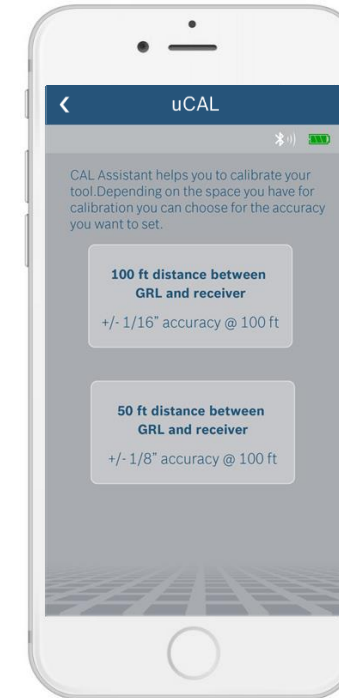 uCAL
CAL Assistant helps you to calibrate your
tool.Depending on the space you have for
calibration you can choose for the accuracy
you want to set.
100 ft distance between
GRL and receiver
+/- 1/16" accuracy @ 100 ft
50 ft distance between
GRL and receiver
+/- 1/8" accuracy @ 100 ft